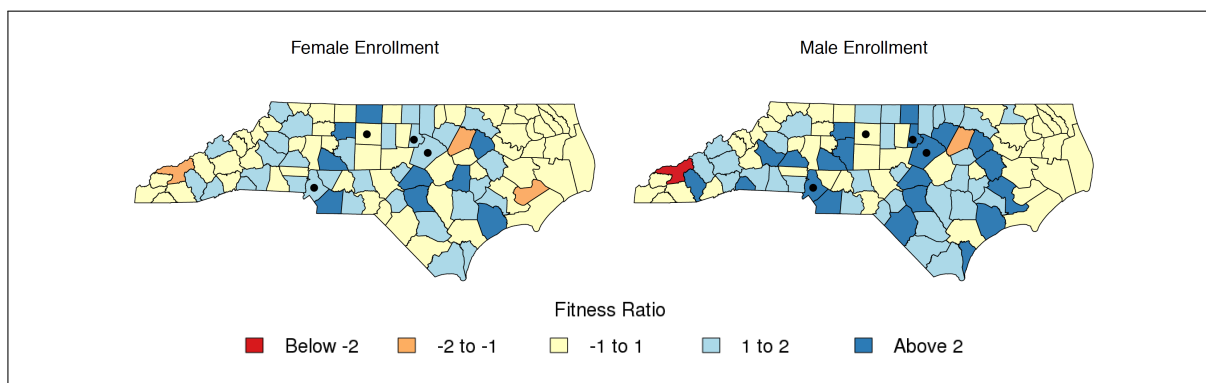 Female Enrollment
Male Enrollment
Fitness Ratio
Below -2
-2 to -1
-1 to 1
1 to 2
Above 2